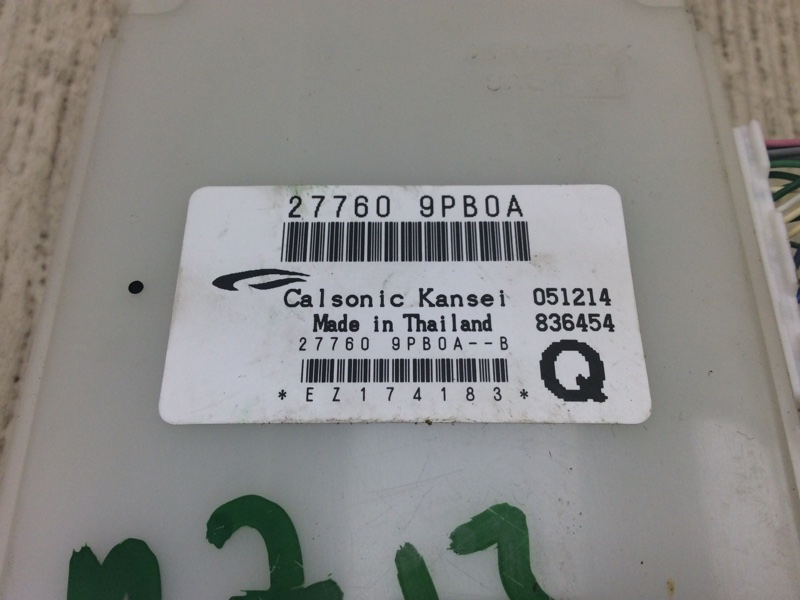 27760 9PB0A
Calsonic Kansei 051214
Made in Thailand 836454
27760 9PB0A--B
Q
*EZ174183*